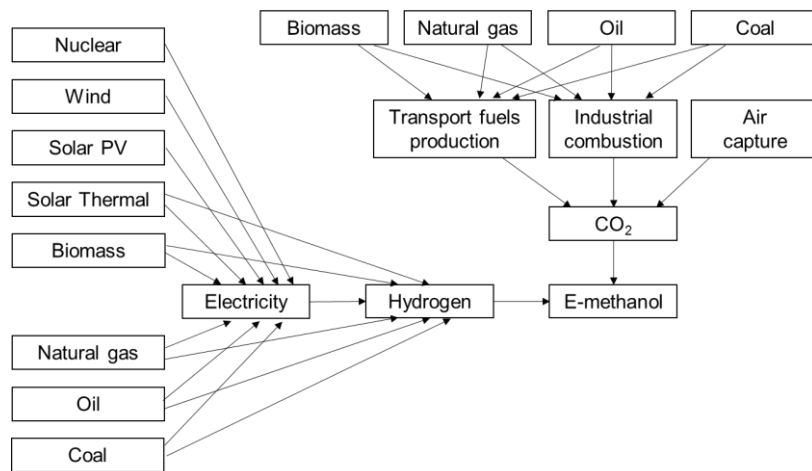 Biomass
Natural gas
Oil
Coal
Nuclear
Wind
Solar PV
Solar Thermal
Biomass
Transport fuels
production
Industrial
combustion
Air
capture
CO₂
Electricity
Hydrogen
E-methanol
Natural gas
Oil
Coal